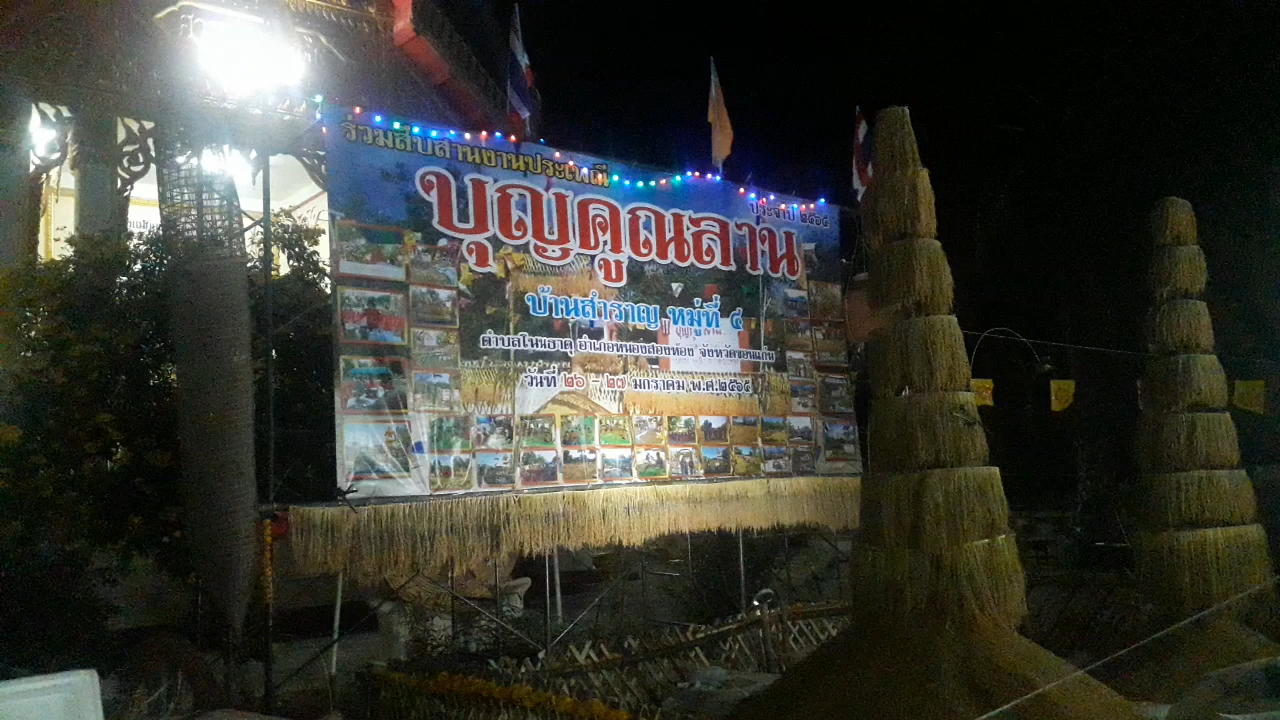 ร่วมสืบสานงานประเพณี
บุญคูณลาน
ประจำปี ๒๕๖๕
บ้านสำราญ หมู่ที่ ๔
ตำบลโนนธาตุ อำเภอหนองสองห้อง จังหวัดขอนแก่น
วันที่ ๒๖ - ๒๗ มกราคม พ.ศ.๒๕๖๕